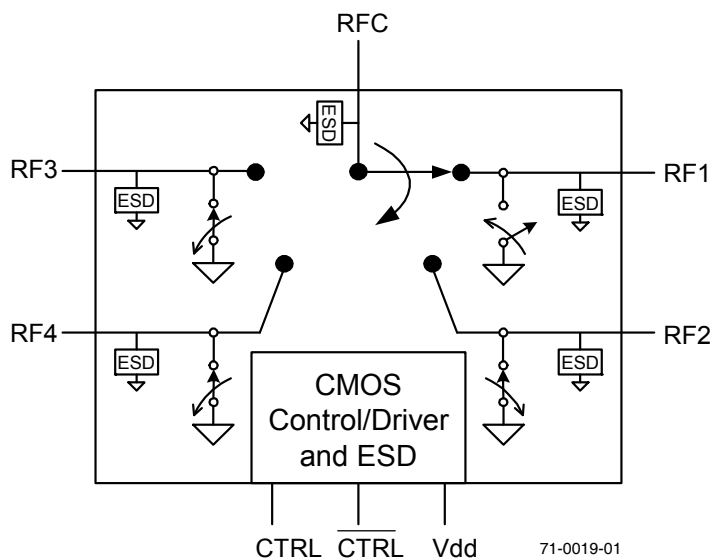 RFC
ESD
RF3
RF1
ESD
ESD
RF4
RF2
ESD
ESD
CMOS
Control/Driver
and ESD
CTRL
CTRL
Vdd
71-0019-01